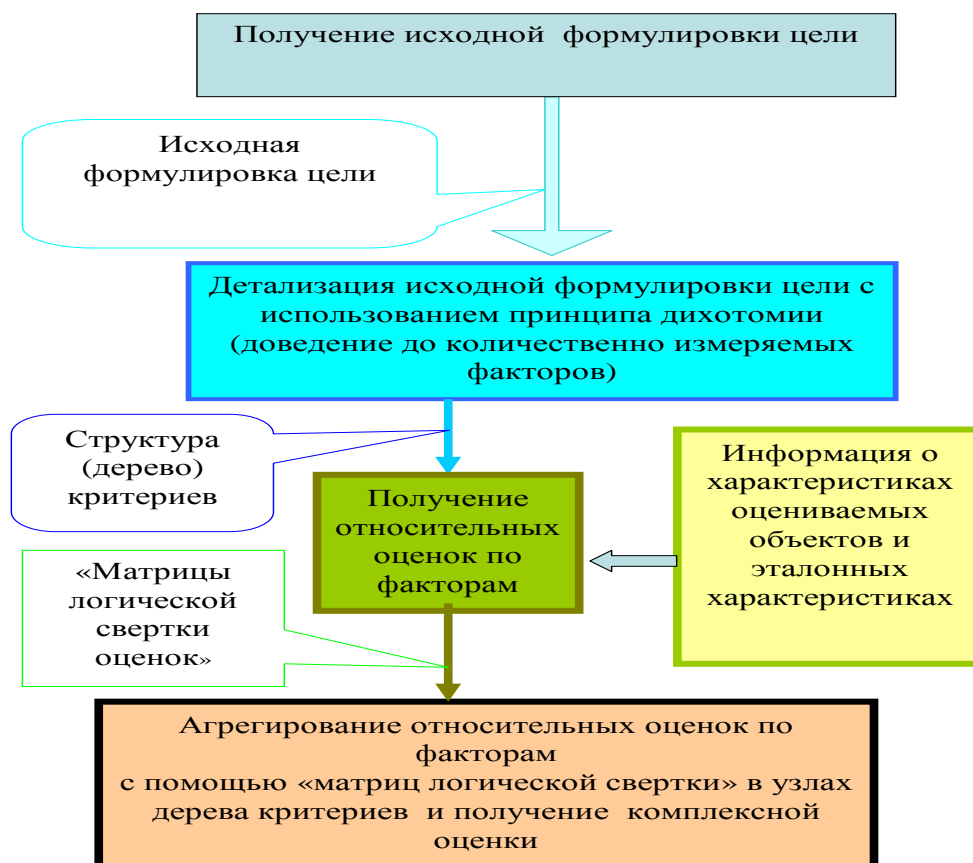 Получение исходной формулировки цели
Исходная
формулировка цели
Детализация исходной формулировки цели с
использованием принципа дихотомии
(доведение до количественно измеряемых
факторов)
Структура
(дерево)
критериев
Получение
относительных
оценок по
факторам
Информация о
характеристиках
оцениваемых
объектов и
эталонных
характеристиках
«Матрицы
логической
свертки
оценок»
Агрегирование относительных оценок по
факторам
с помощью «матриц логической свертки» в узлах
дерева критериев и получение комплексной
оценки